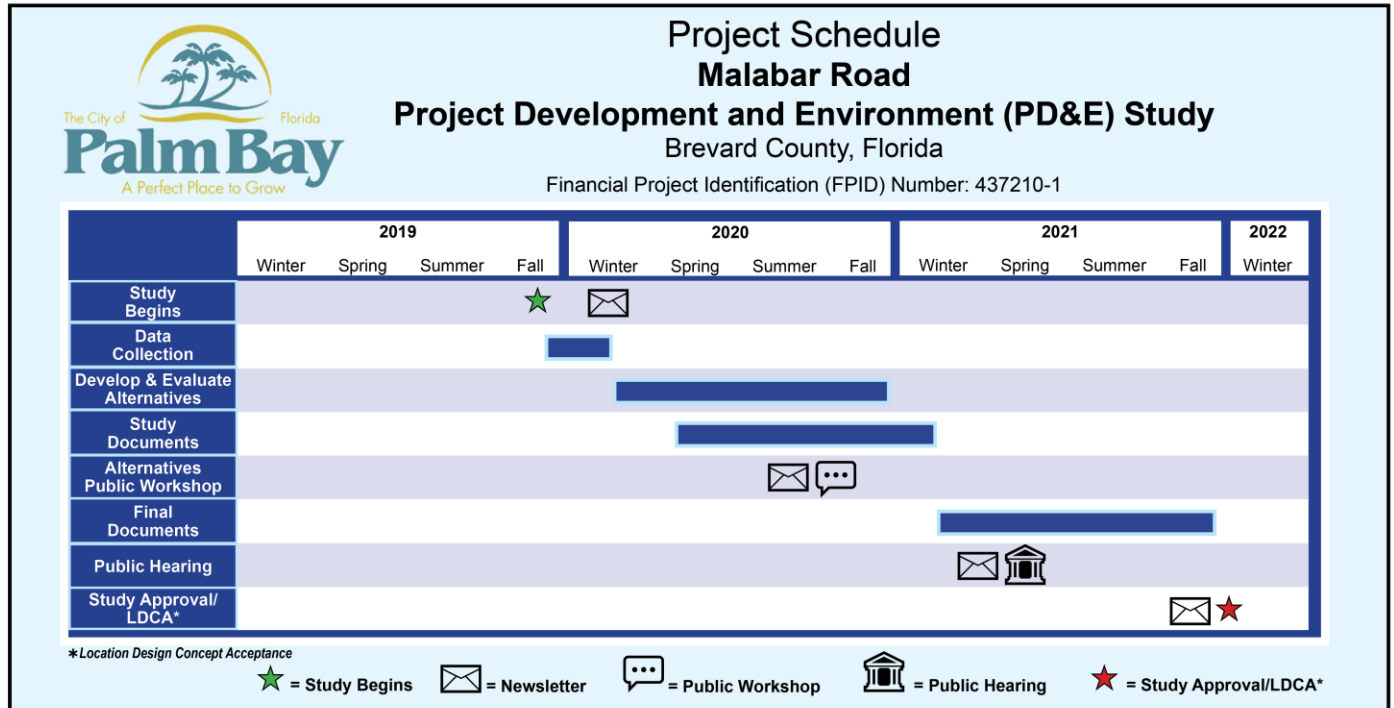 The City of Florida
Palm Bay
A Perfect Place to Grow
Project Schedule
Malabar Road
Project Development and Environment (PD&E) Study
Brevard County, Florida
Financial Project Identification (FPID) Number: 437210-1
2019 2020 2021 2022
Winter Spring Summer Fall Winter Spring Summer Fall Winter Spring Summer Fall Winter
Study
Begins
Data
Collection
Develop & Evaluate
Alternatives
Study
Documents
Alternatives
Public Workshop
Final
Documents
Public Hearing
Study Approval/
LDCA*
*Location Design Concept Acceptance
= Study Begins = Newsletter = Public Workshop = Public Hearing = Study Approval/LDCA*